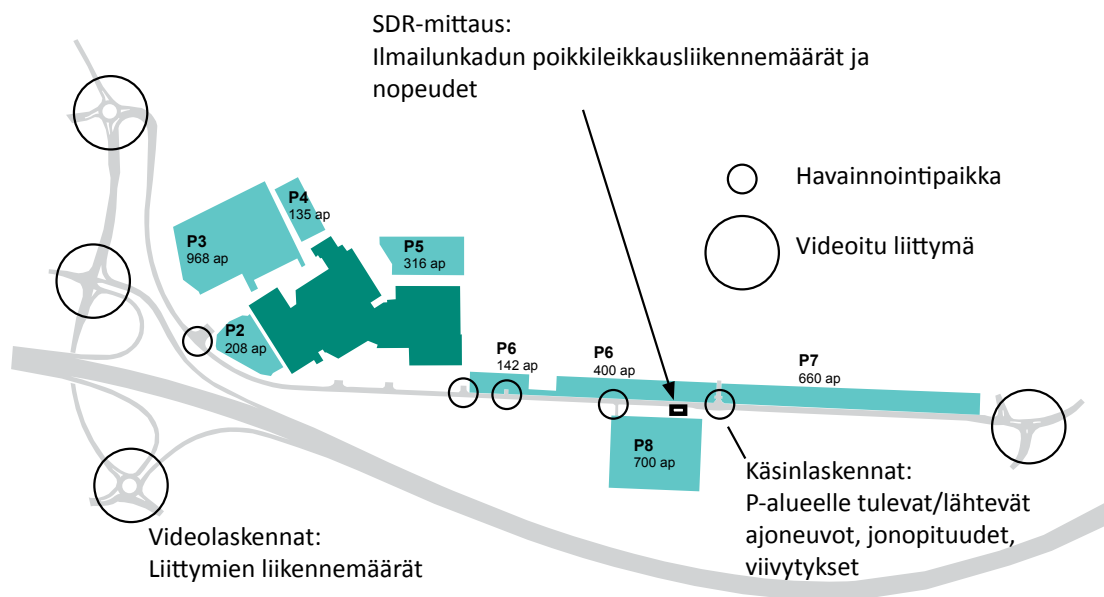 SDR-mittaus:
Ilmailunkadun poikkileikkausliikennemäärät ja
nopeudet
Havainnointipaikka
Videoitu liittymä
P4
135 ap
P3
968 ap
P5
316 ap
P2
208 ap
P6
142 ap
P6
400 ap
P7
660 ap
P8
700 ap
Käsinlaskennat:
P-alueelle tulevat/lähtevät
ajoneuvot, jonopituudet,
viivytykset
Videolaskennat:
Liittymien liikennemäärät